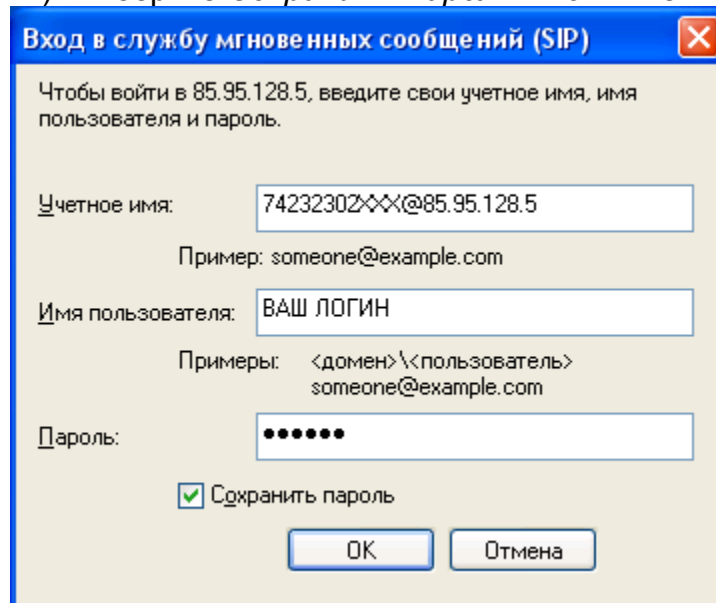 Вход в службу мгновенных сообщений (SIP)
Чтобы войти в 85.95.128.5, введите свои учетное имя, имя
пользователя и пароль.
Учетное имя: 74232302XXX@85.95.128.5
Пример: someone@example.com
Имя пользователя: ВАШ ЛОГИН
Примеры: <домен>\<пользователь>
someone@example.com
Пароль: ••••••
Сохранить пароль
OK Отмена